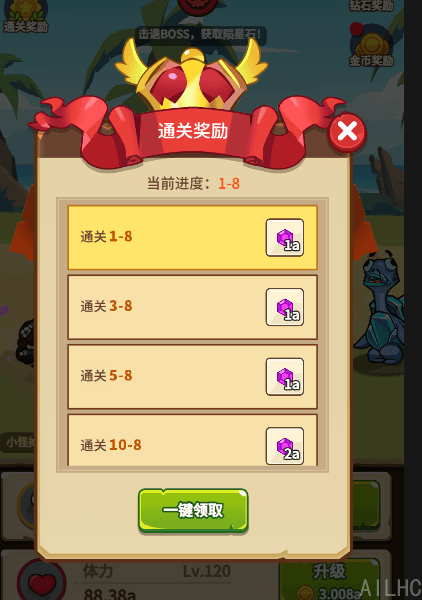 通关奖励
钻石奖励
击退BOSS，获取陨星石！
金币奖励
通关奖励
当前进度：1-8
通关1-8
1a
通关3-8
1a
通关5-8
1a
通关10-8
2a
小怪
一键领取
体力
Lv.120
升级
88.38a
3.008a
AILHC